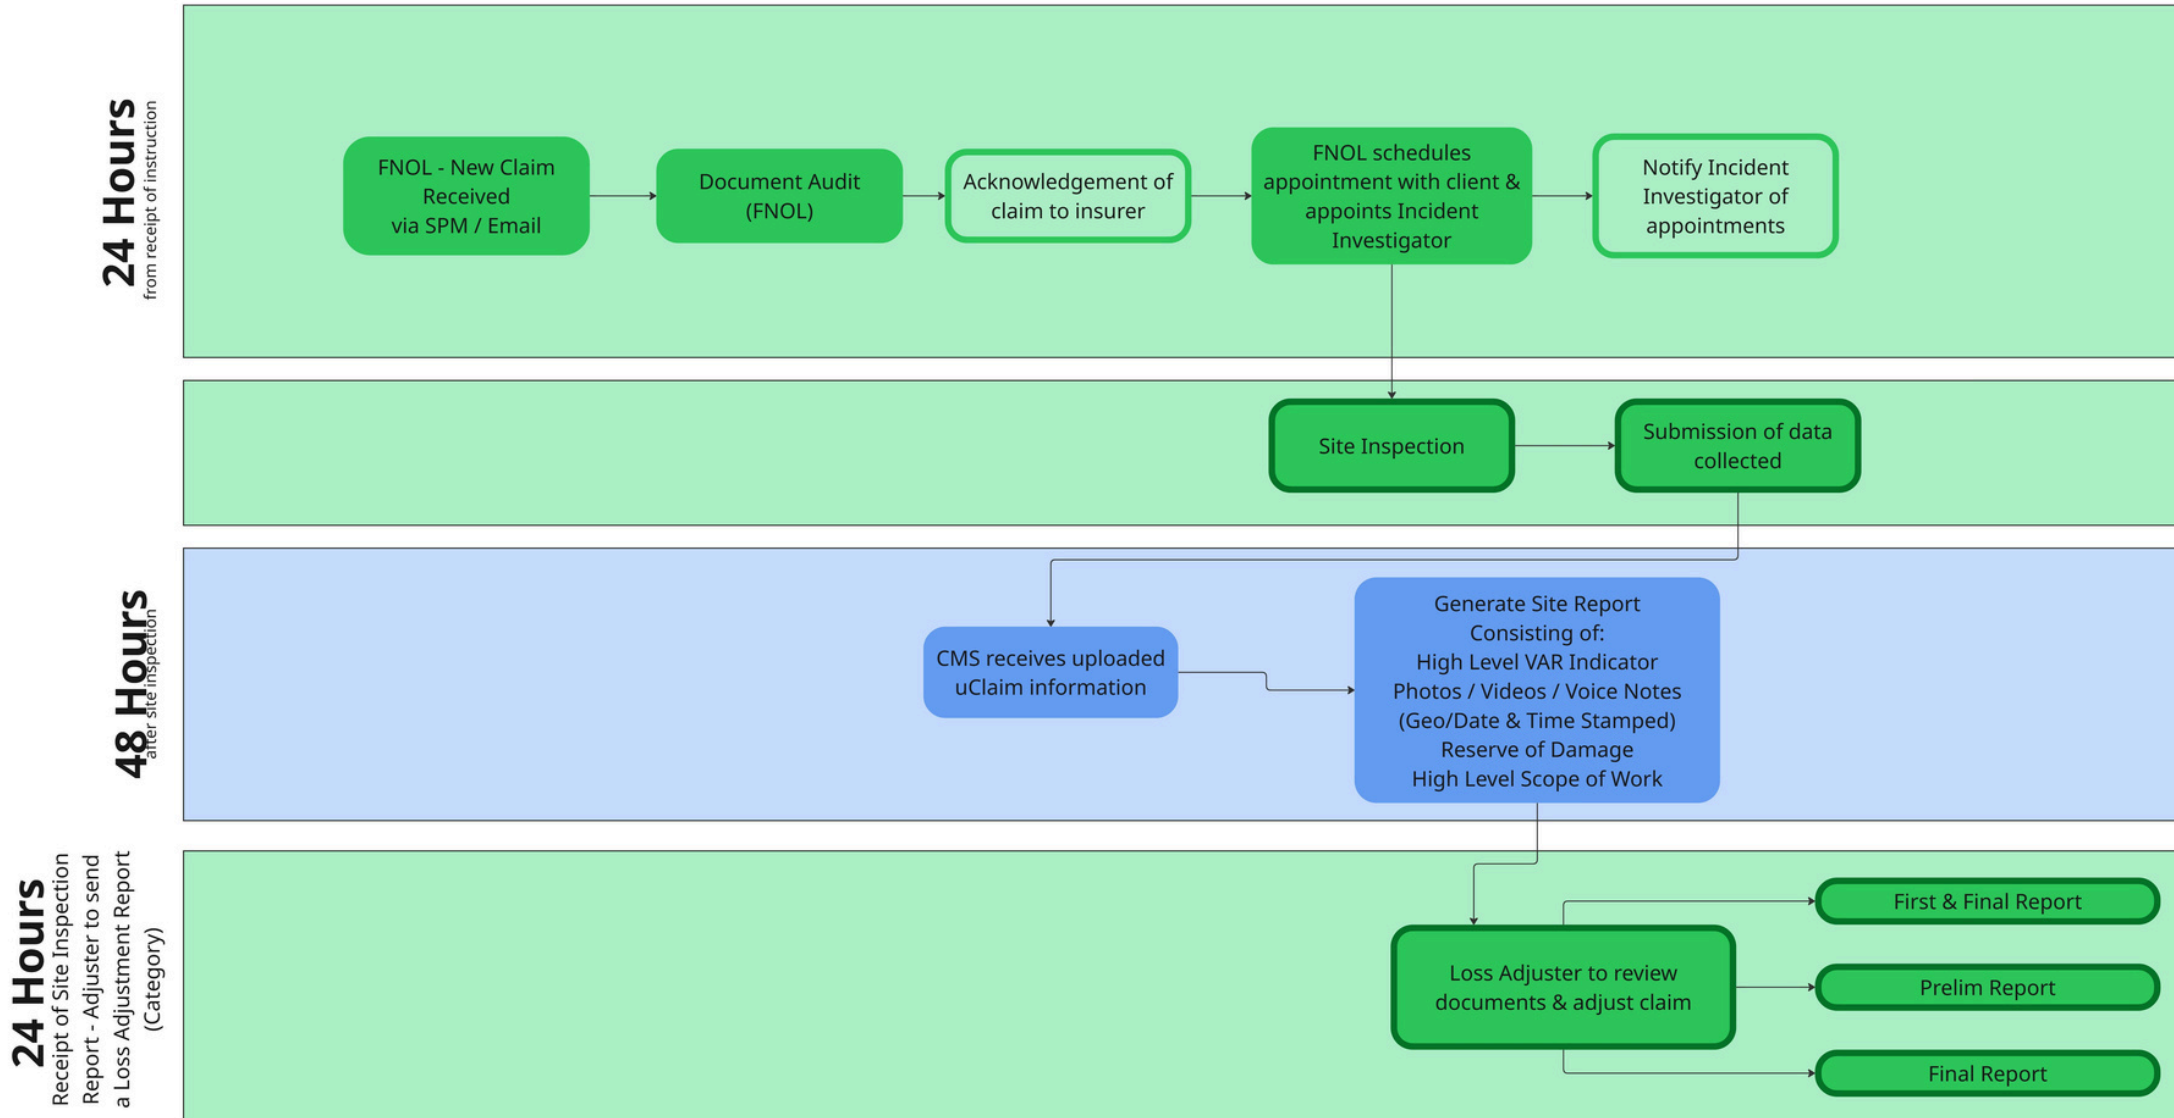 24 Hours
from receipt of instruction
FNOL - New Claim
Received
via SPM / Email
Document Audit
(FNOL)
Acknowledgement of
claim to insurer
FNOL schedules
appointment with client &
appoints Incident
Investigator
Notify Incident
Investigator of
appointments
Site Inspection
Submission of data
collected
48 Hours
after site inspection
CMS receives uploaded
uClaim information
Generate Site Report
Consisting of:
High Level VAR Indicator
Photos / Videos / Voice Notes
(Geo/Date & Time Stamped)
Reserve of Damage
High Level Scope of Work
24 Hours
Receipt of Site Inspection
Report - Adjuster to send
a Loss Adjustment Report
(Category)
Loss Adjuster to review
documents & adjust claim
First & Final Report
Prelim Report
Final Report